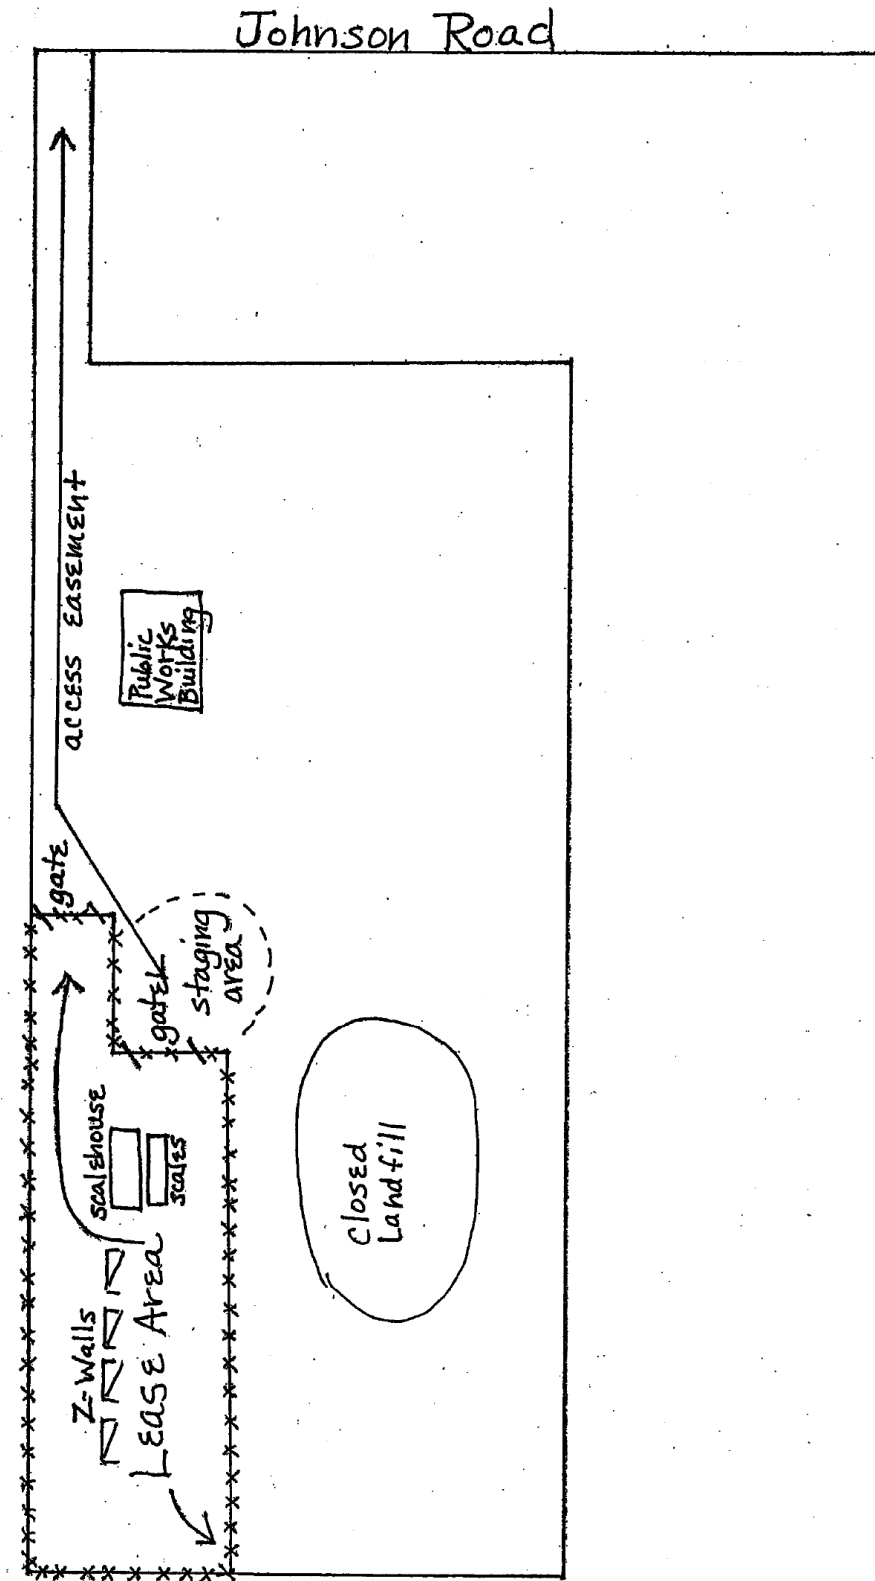 Johnson Road
access easement
Public
Works
Building
gate
gate
staging
area
scalehouse
scales
Closed
Landfill
Z-Walls
Lease Area